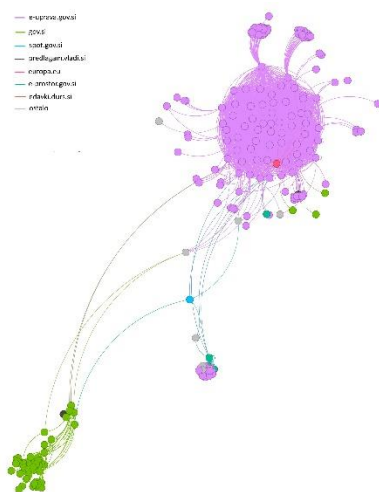 e-uprava.gov.si
gov.si
spot.gov.si
predlagam.vladi.si
europa.eu
e-prostor.gov.si
edavki.durs.si
ostalo